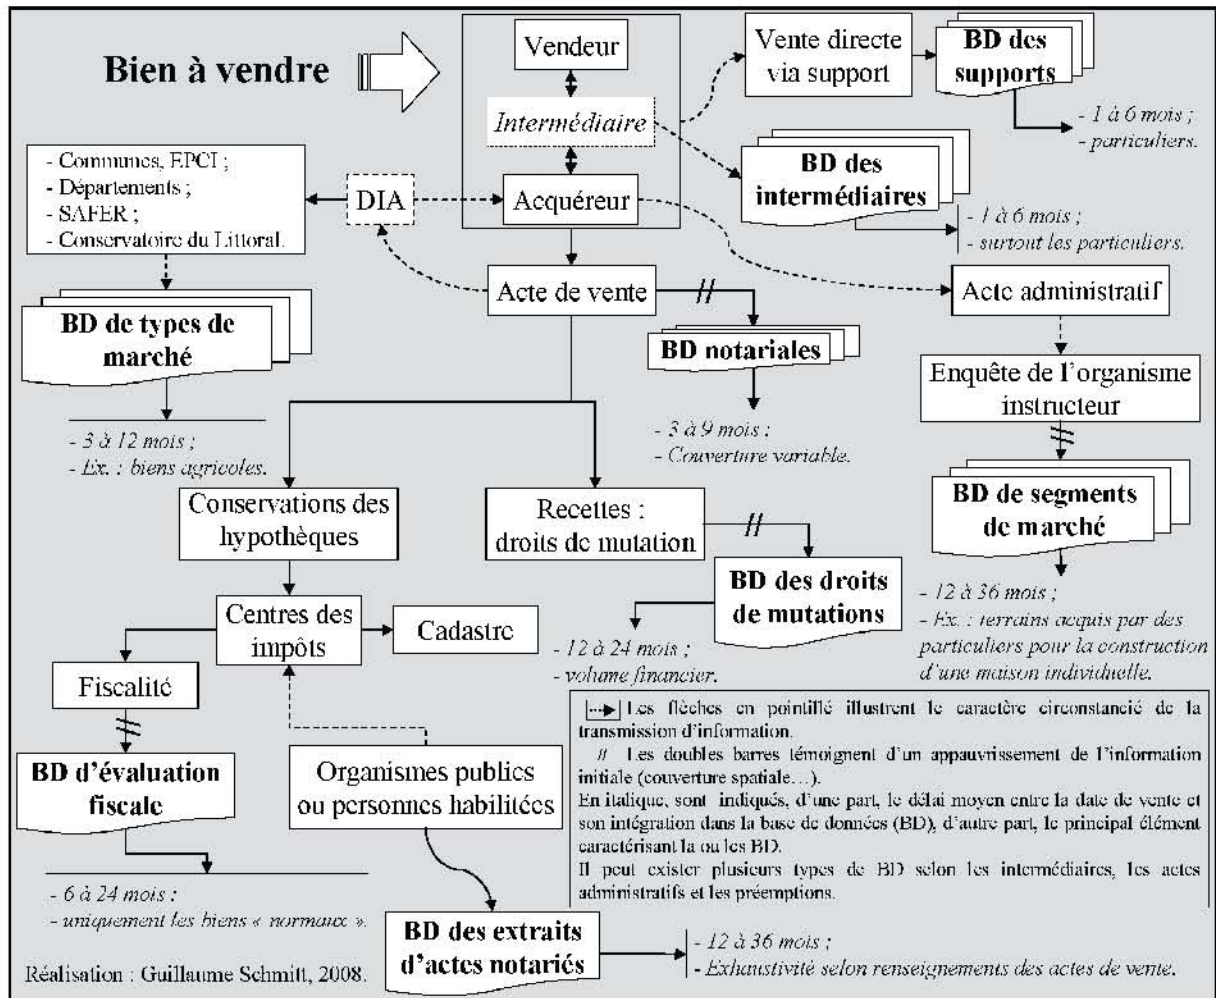 Bien à vendre
Vendeur
Intermédiaire
Acquéreur
Vente directe
via support
BD des
supports
- 1 à 6 mois ;
- particuliers.
BD des
intermédiaires
- 1 à 6 mois ;
- surtout les particuliers.
- Communes, EPCI ;
- Départements ;
- SAFER ;
- Conservatoire du Littoral.
DIA
Acte de vente
//
Acte administratif
BD de types de
marché
- 3 à 12 mois ;
- Ex. : biens agricoles.
BD notariales
- 3 à 9 mois :
- Couverture variable.
Enquête de l'organisme
instructeur
//
BD de segments
de marché
- 12 à 36 mois ;
- Ex. : terrains acquis par des
particuliers pour la construction
d'une maison individuelle.
Conservations des
hypothèques
Recettes :
droits de mutation
//
BD des droits
de mutations
- 12 à 24 mois ;
- volume financier.
Centres des
impôts
Cadastre
Fiscalité
//
BD d'évaluation
fiscale
- 6 à 24 mois :
- uniquement les biens « normaux ».
Organismes publics
ou personnes habilitées
BD des extraits
d'actes notariés
- 12 à 36 mois ;
- Exhaustivité selon renseignements des actes de vente.
Les flèches en pointillé illustrent le caractère circonstancié de la
transmission d'information.
// Les doubles barres témoignent d'un appauvrissement de l'information
initiale (couverture spatiale…).
En italique, sont indiqués, d'une part, le délai moyen entre la date de vente et
son intégration dans la base de données (BD), d'autre part, le principal élément
caractérisant la ou les BD.
Il peut exister plusieurs types de BD selon les intermédiaires, les actes
administratifs et les préemptions.
Réalisation : Guillaume Schmitt, 2008.